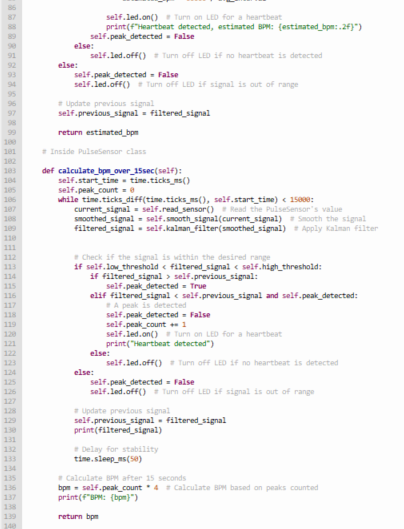 86
87 self.led.on()  # Turn on LED for a heartbeat
88 print(f"Heartbeat detected, estimated BPM: {estimated_bpm:.2f}")
89 self.peak_detected = False
90 else:
91 self.led.off()  # Turn off LED if no heartbeat is detected
92 else:
93 self.peak_detected = False
94 self.led.off()  # Turn off LED if signal is out of range
95
96 # Update previous signal
97 self.previous_signal = filtered_signal
98
99 return estimated_bpm
100
101 # Inside PulseSensor class
102
103 def calculate_bpm_over_15sec(self):
104 self.start_time = time.ticks_ms()
105 self.peak_count = 0
106 while time.ticks_diff(time.ticks_ms(), self.start_time) < 15000:
107 current_signal = self.read_sensor()  # Read the PulseSensor's value
108 smoothed_signal = self.smooth_signal(current_signal)  # Smooth the signal
109 filtered_signal = self.kalman_filter(smoothed_signal)  # Apply Kalman filter
110
111
112 # Check if the signal is within the desired range
113 if self.low_threshold < filtered_signal < self.high_threshold:
114 if filtered_signal > self.previous_signal:
115 self.peak_detected = True
116 elif filtered_signal < self.previous_signal and self.peak_detected:
117 # A peak is detected
118 self.peak_detected = False
119 self.peak_count += 1
120 self.led.on()  # Turn on LED for a heartbeat
121 print("Heartbeat detected")
122 else:
123 self.led.off()  # Turn off LED if no heartbeat is detected
124 else:
125 self.peak_detected = False
126 self.led.off()  # Turn off LED if signal is out of range
127
128 # Update previous signal
129 self.previous_signal = filtered_signal
130 print(filtered_signal)
131
132 # Delay for stability
133 time.sleep_ms(50)
134
135 # Calculate BPM after 15 seconds
136 bpm = self.peak_count * 4  # Calculate BPM based on peaks counted
137 print(f"BPM: {bpm}")
138
139 return bpm
140